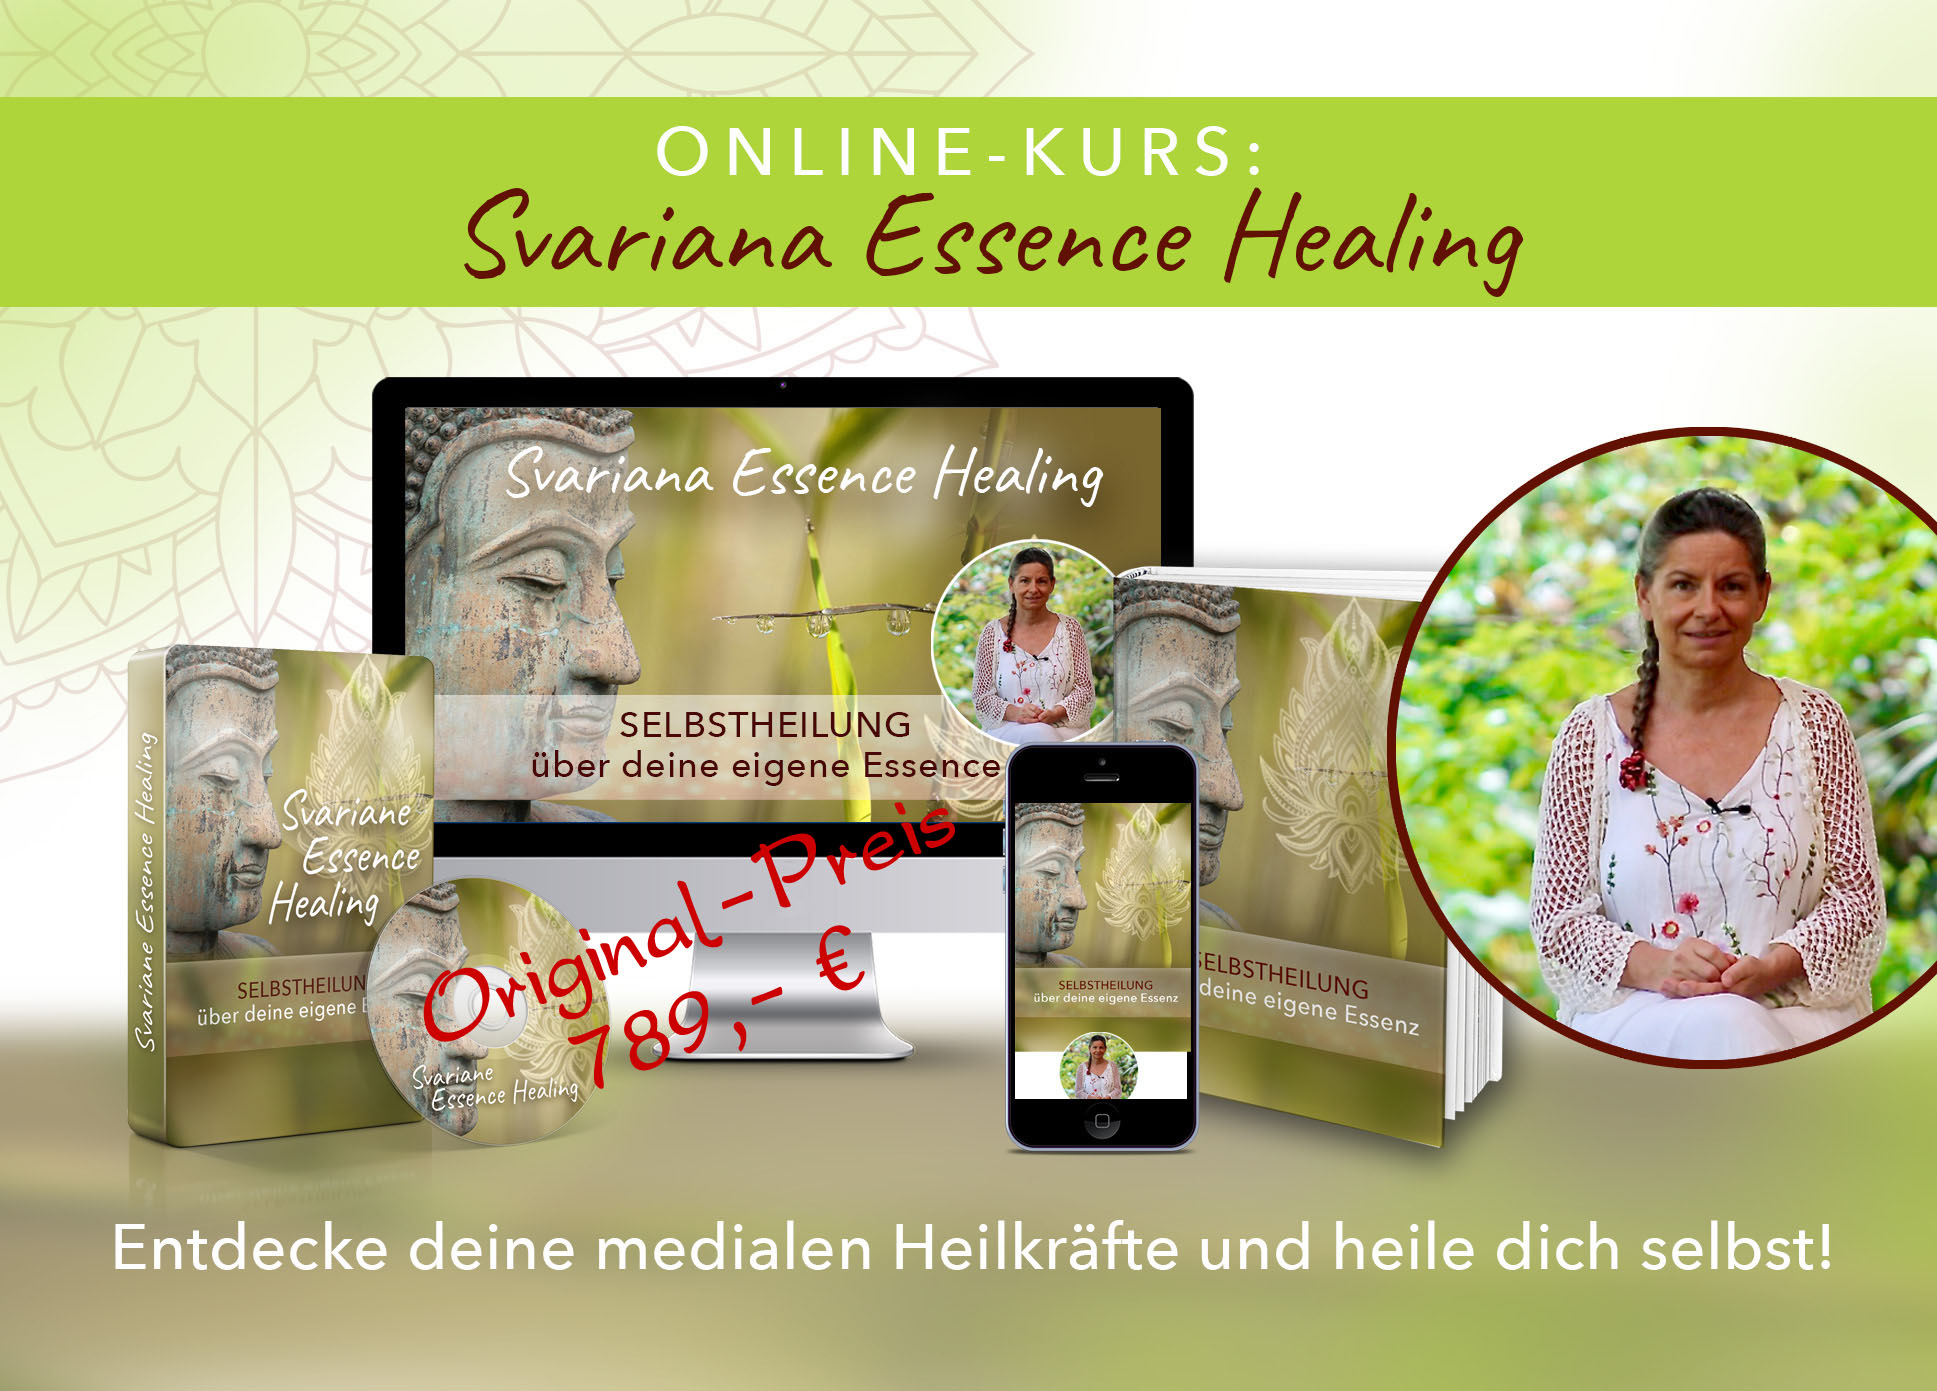 ONLINE-KURS:
Svariana Essence Healing
Svariana Essence Healing
SELBSTHEILUNG
über deine eigene Essence
Svariane Essence Healing
Svariane
Essence
Healing
SELBSTHEILUN
über deine eigene E
Svariane
Essence Healing
Original-Preis
789,- €
SELBSTHEILUNG
über deine eigene Essenz
SELBSTHEILUNG
deine eigene Essenz
Entdecke deine medialen Heilkräfte und heile dich selbst!